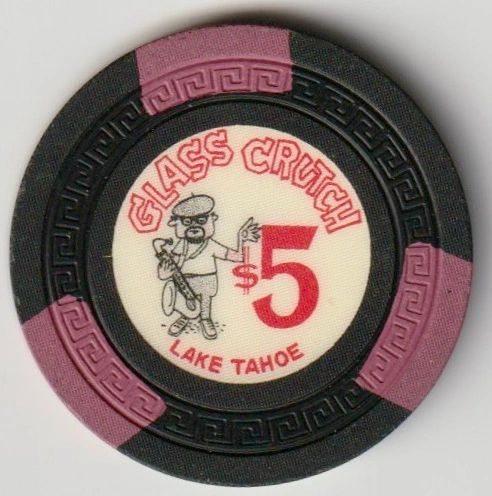 GLASS CRUTCH
$5
LAKE TAHOE